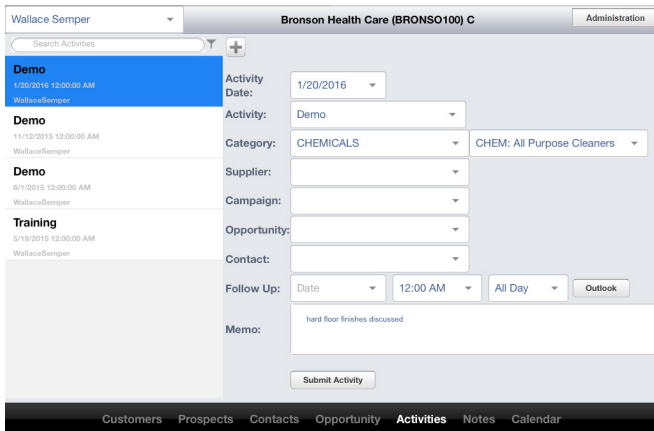 Wallace Semper
Bronson Health Care (BRONSO100) C
Administration
Search Activities
Demo
1/20/2016 12:00:00 AM
WallaceSemper
Demo
11/12/2015 12:00:00 AM
WallaceSemper
Demo
6/1/2015 12:00:00 AM
WallaceSemper
Training
5/19/2015 12:00:00 AM
WallaceSemper
Activity
Date:
1/20/2016
Activity:
Demo
Category:
CHEMICALS
CHEM: All Purpose Cleaners
Supplier:
Campaign:
Opportunity:
Contact:
Follow Up:
Date
12:00 AM
All Day
Outlook
Memo:
hard floor finishes discussed
Submit Activity
Customers Prospects Contacts Opportunity Activities Notes Calendar